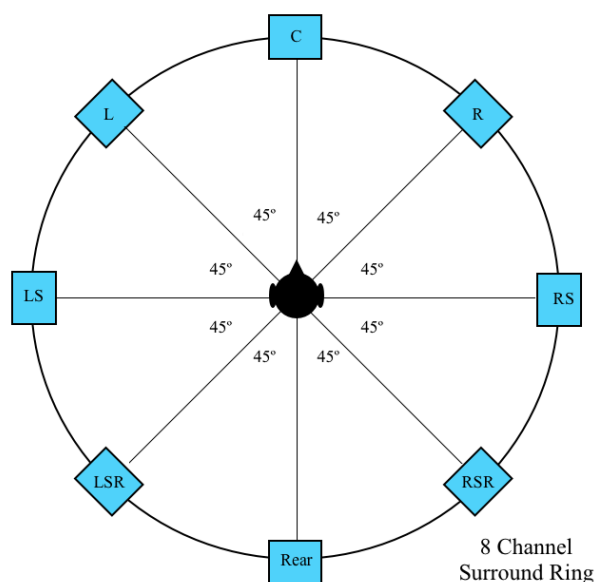 C
L
R
45º
45º
45º
45º
LS
RS
45º
45º
45º
45º
LSR
RSR
Rear
8 Channel
Surround Ring